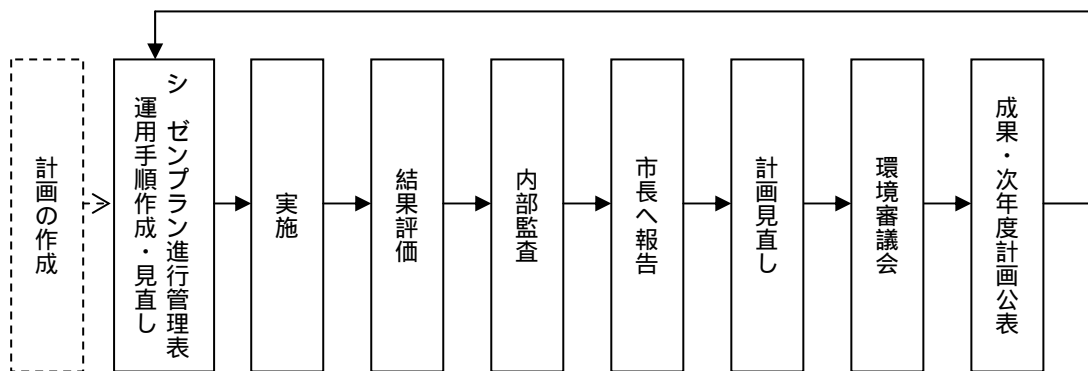 計画の作成
シ ゼンプラン進行管理表
運用手順作成・見直し
実施
結果評価
内部監査
市長へ報告
計画見直し
環境審議会
成果・次年度計画公表